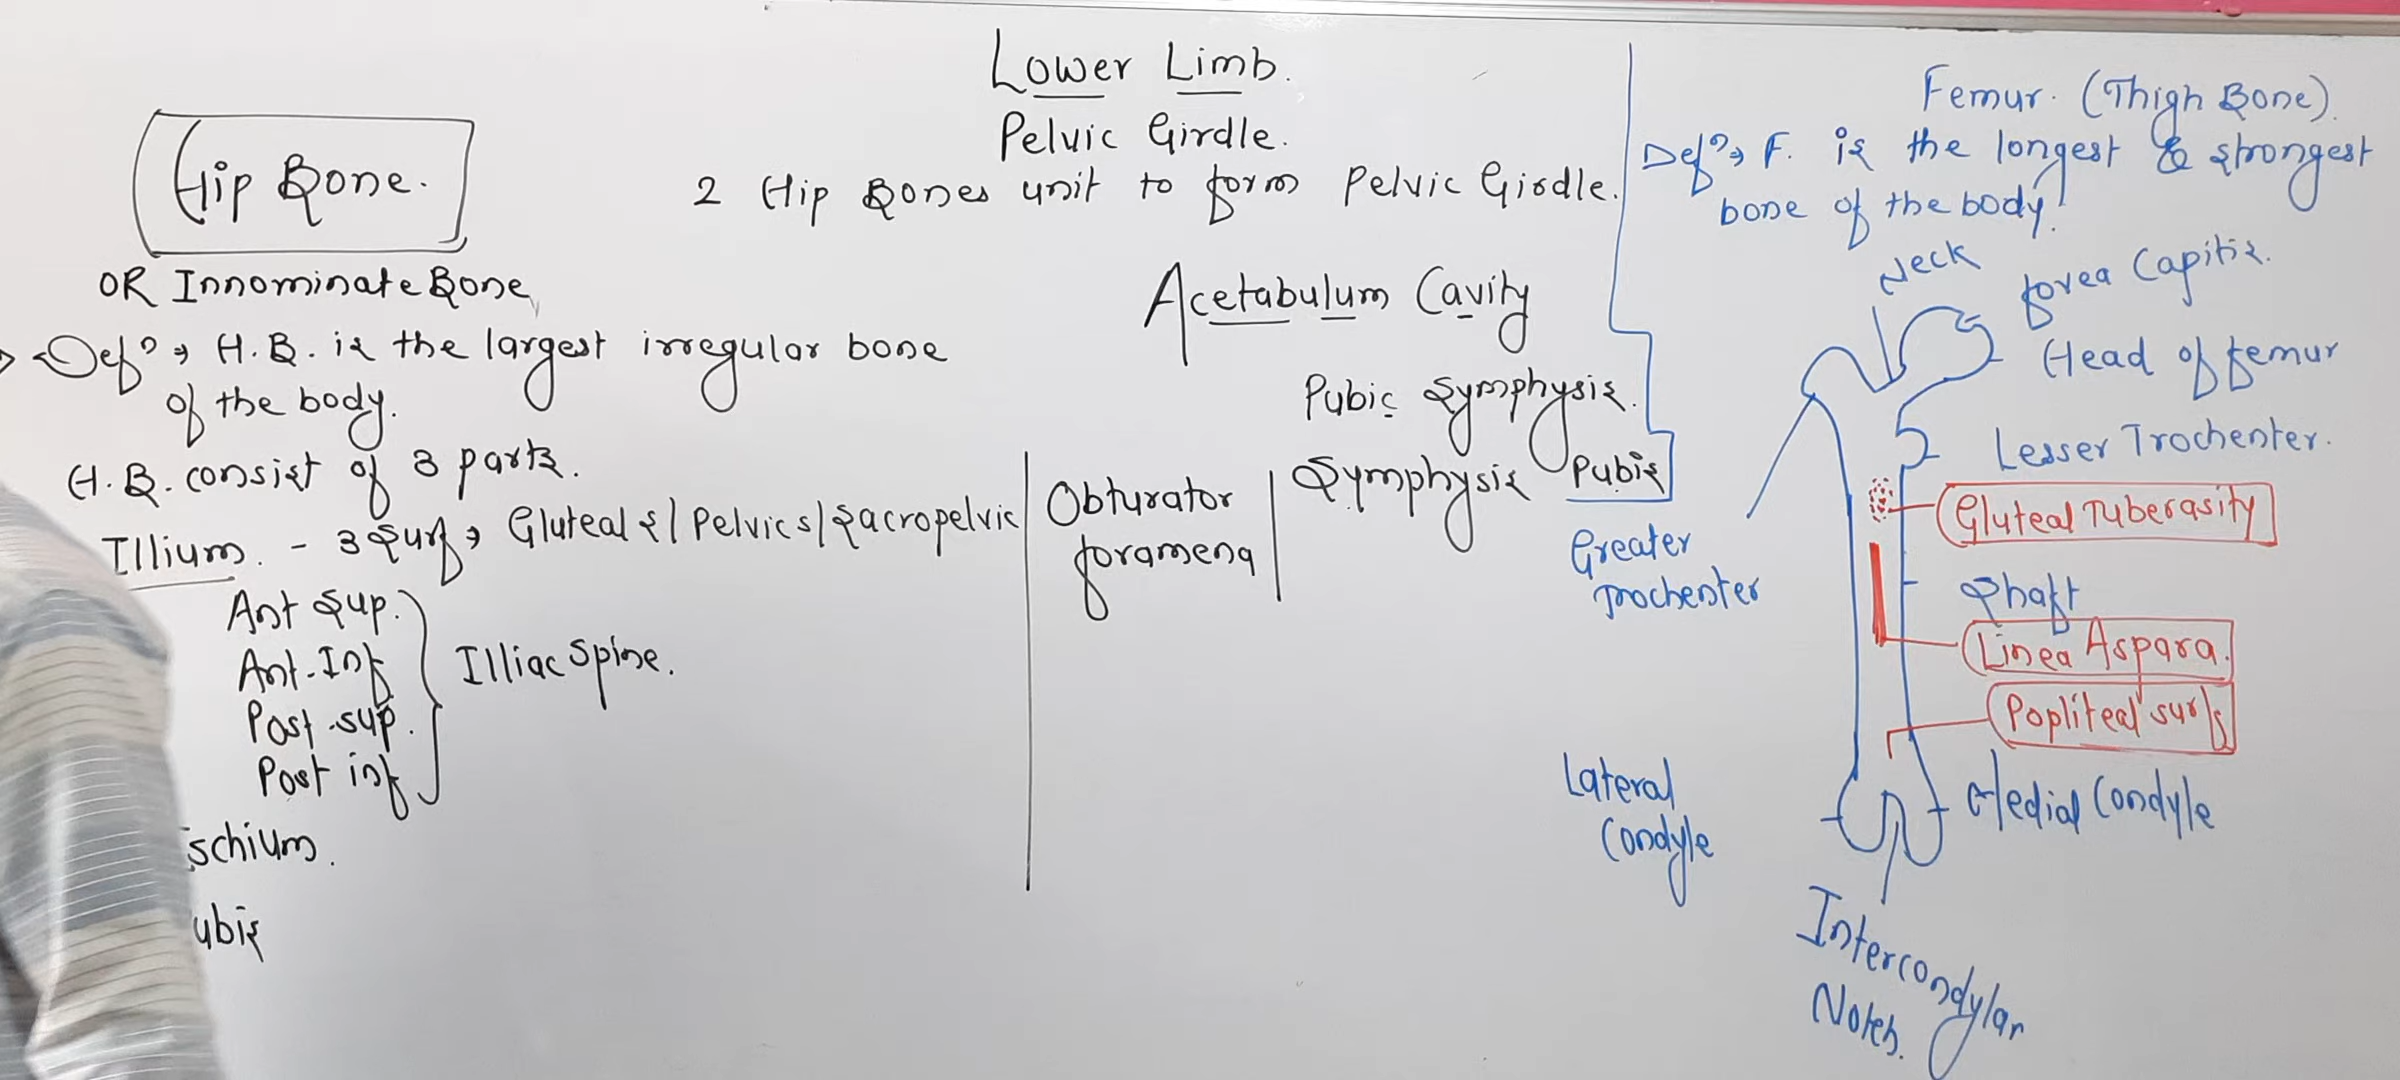 Lower Limb.
Pelvic Girdle.
2 Hip Bones unit to form Pelvic Girdle.
Hip Bone.
OR Innominate Bone
Defn → H.B. is the largest irregular bone
of the body.
H.B. consist of 3 parts.
Illium. - 3 Surf → Gluteal s/ Pelvic s/ Sacropelvic
Ant Sup.
Ant. Inf
Post. sup.
Post inf
Illiac Spine.
schium.
ubis
Acetabulum Cavity
Pubic Symphysis.
Symphysis Pubis
Obturator
foramena
Femur. (Thigh Bone).
Defn → F. is the longest & strongest
bone of the body.
Neck
fovea Capitis.
Head of femur
Lesser Trochenter.
Gluteal Tuberasity
Greater
Trochenter
Shaft
Linea Aspara.
Popliteal surf
Lateral
Condyle
Medial Condyle
Intercondylar